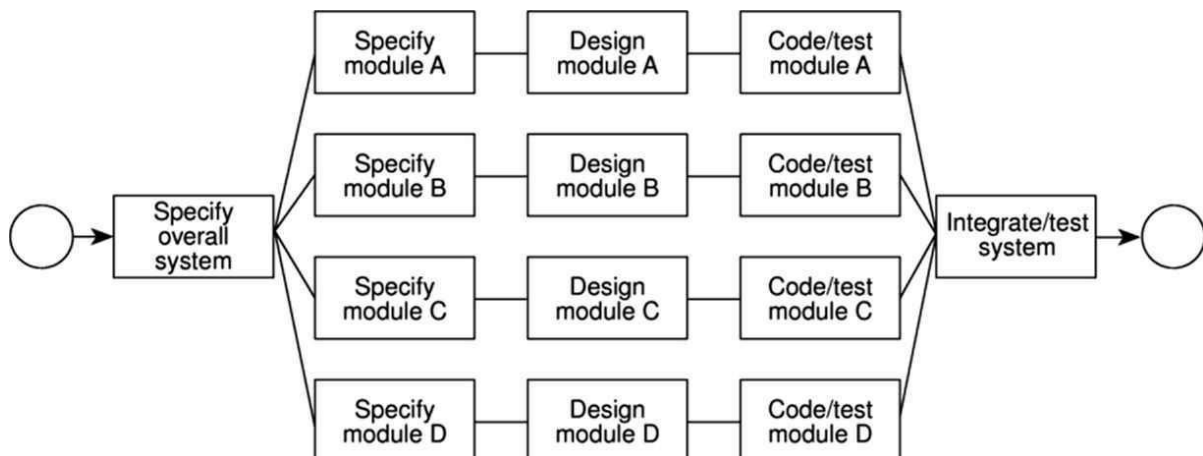 Specify
module A
Design
module A
Code/test
module A
Specify
module B
Design
module B
Code/test
module B
Specify
overall
system
Integrate/test
system
Specify
module C
Design
module C
Code/test
module C
Specify
module D
Design
module D
Code/test
module D